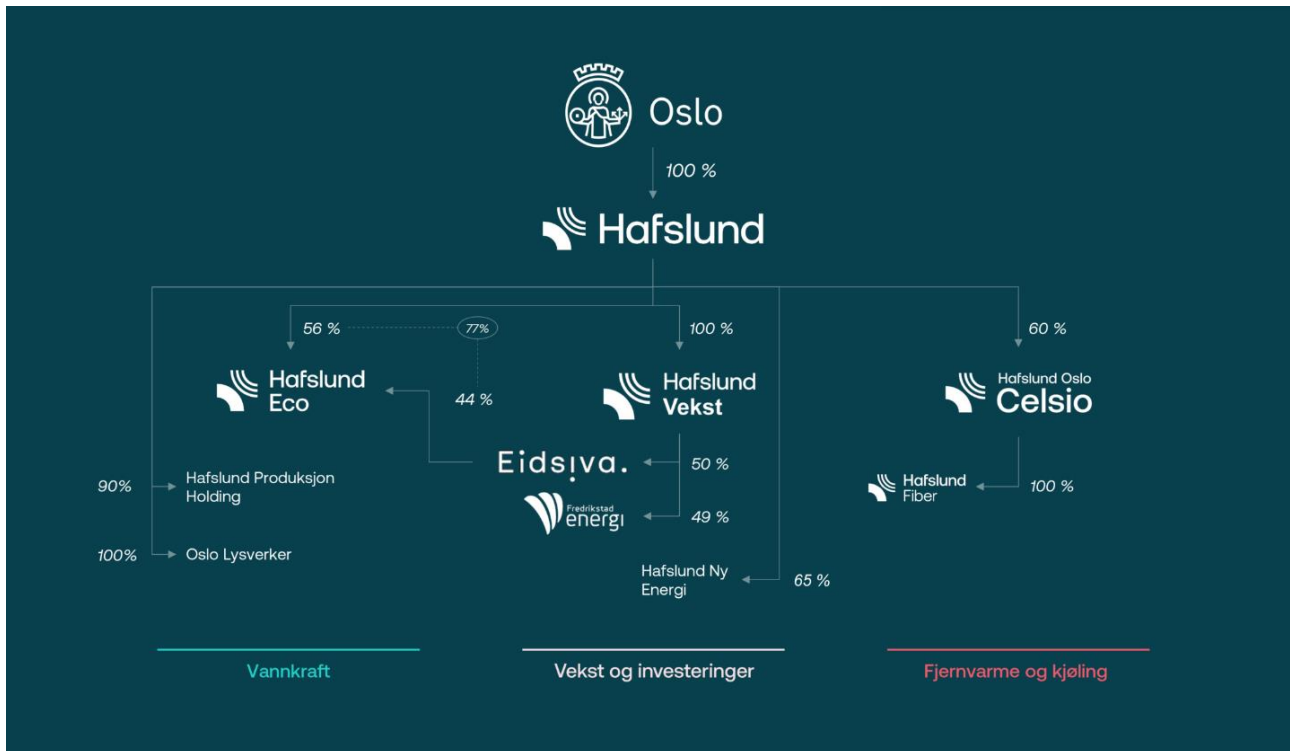 Oslo
100 %
Hafslund
56 %
77%
100 %
60 %
Hafslund
Eco
44 %
Hafslund
Vekst
Hafslund Oslo
Celsio
Eidsiva.
50 %
90%
Hafslund Produksjon
Holding
Hafslund
Fiber
100 %
Fredrikstad
energi
49 %
100%
Oslo Lysverker
Hafslund Ny
Energi
65 %
Vannkraft
Vekst og investeringer
Fjernvarme og kjøling